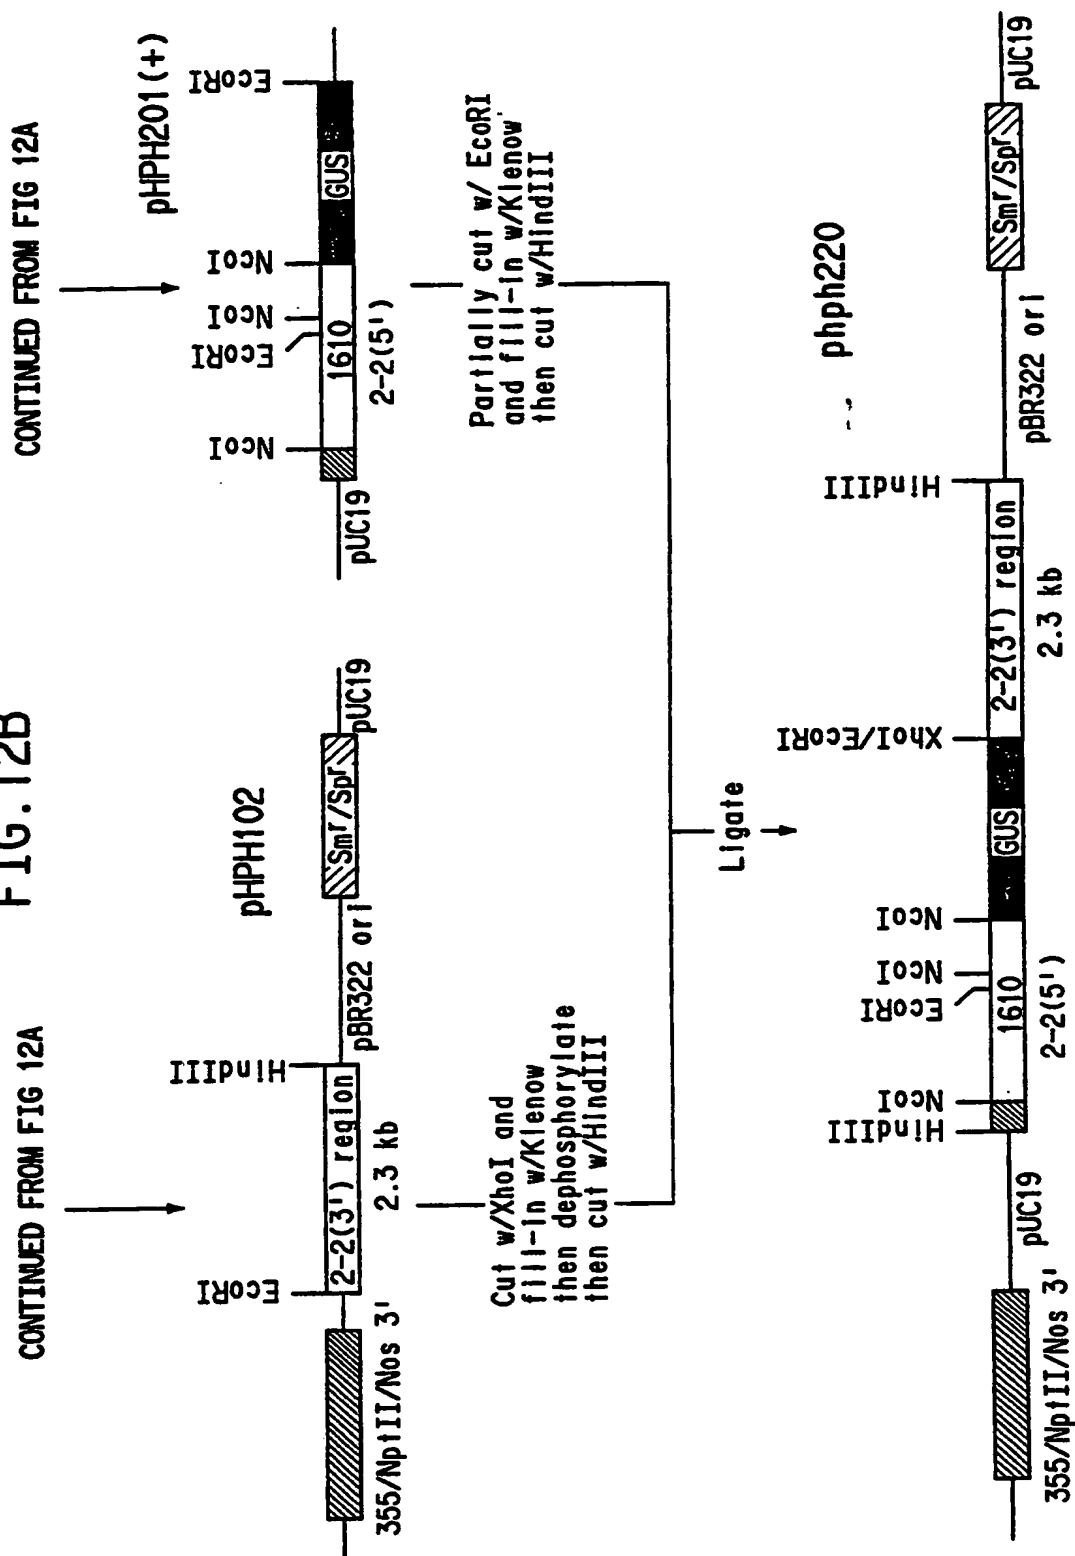 FIG.12B
CONTINUED FROM FIG 12A
CONTINUED FROM FIG 12A
pHPH102
EcoRI
HindIII
355/NptII/Nos 3'
2-2(3') region
2.3 kb
pBR322 ori
Smr/Spr
pUC19
Cut w/XhoI and
fill-in w/Klenow
then dephosphorylate
then cut w/HindIII
pHPH201(+)
NcoI
EcoRI
NcoI
NcoI
EcoRI
pUC19
1610
GUS
2-2(5')
Partially cut w/ EcoRI
and fill-in w/Klenow
then cut w/HindIII
Ligate
phph220
HindIII
NcoI
EcoRI
NcoI
NcoI
XhoI/EcoRI
HindIII
355/NptII/Nos 3'
pUC19
1610
2-2(5')
GUS
2-2(3') region
2.3 kb
pBR322 ori
Smr/Spr
pUC19